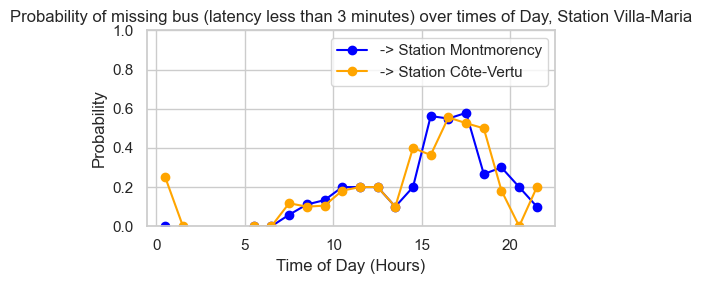 Probability of missing bus (latency less than 3 minutes) over times of Day, Station Villa-Maria
1.0
0.8
0.6
0.4
0.2
0.0
Probability
-> Station Montmorency
-> Station Côte-Vertu
0 5 10 15 20
Time of Day (Hours)